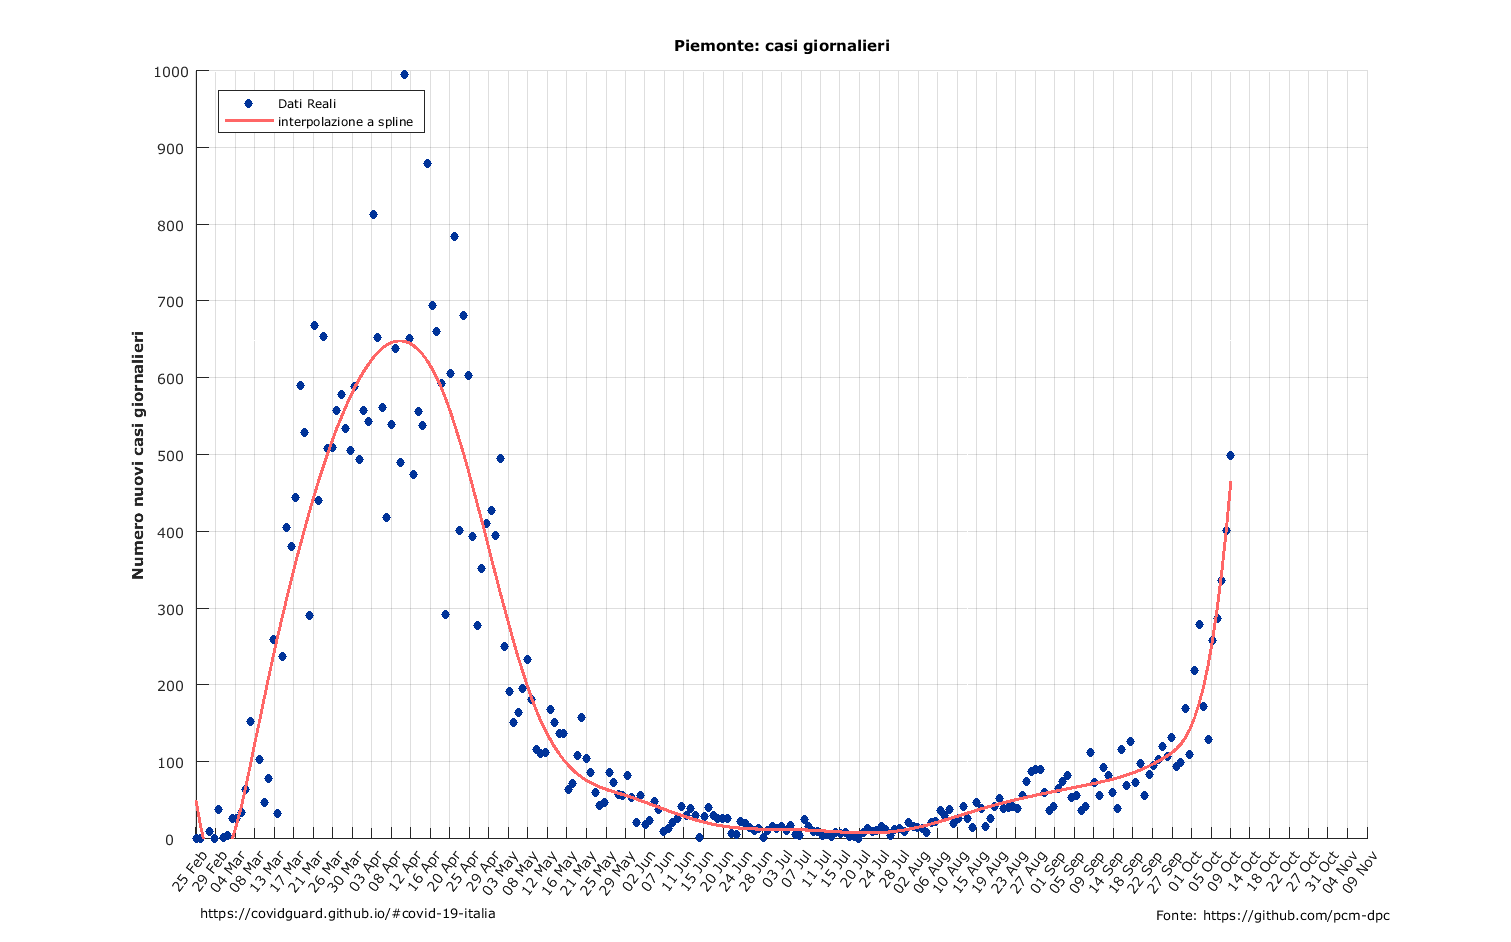 Piemonte: casi giornalieri
Dati Reali
interpolazione a spline
Numero nuovi casi giornalieri
1000
900
800
700
600
500
400
300
200
100
0
25 Feb
29 Feb
04 Mar
08 Mar
13 Mar
17 Mar
21 Mar
26 Mar
30 Mar
03 Apr
08 Apr
12 Apr
16 Apr
20 Apr
25 Apr
29 Apr
03 May
08 May
12 May
16 May
21 May
25 May
29 May
02 Jun
07 Jun
11 Jun
15 Jun
20 Jun
24 Jun
28 Jun
03 Jul
07 Jul
11 Jul
15 Jul
20 Jul
24 Jul
28 Jul
02 Aug
06 Aug
10 Aug
15 Aug
19 Aug
23 Aug
27 Aug
01 Sep
05 Sep
09 Sep
14 Sep
18 Sep
22 Sep
27 Sep
01 Oct
05 Oct
09 Oct
14 Oct
18 Oct
22 Oct
27 Oct
31 Oct
04 Nov
09 Nov
https://covidguard.github.io/#covid-19-italia
Fonte: https://github.com/pcm-dpc